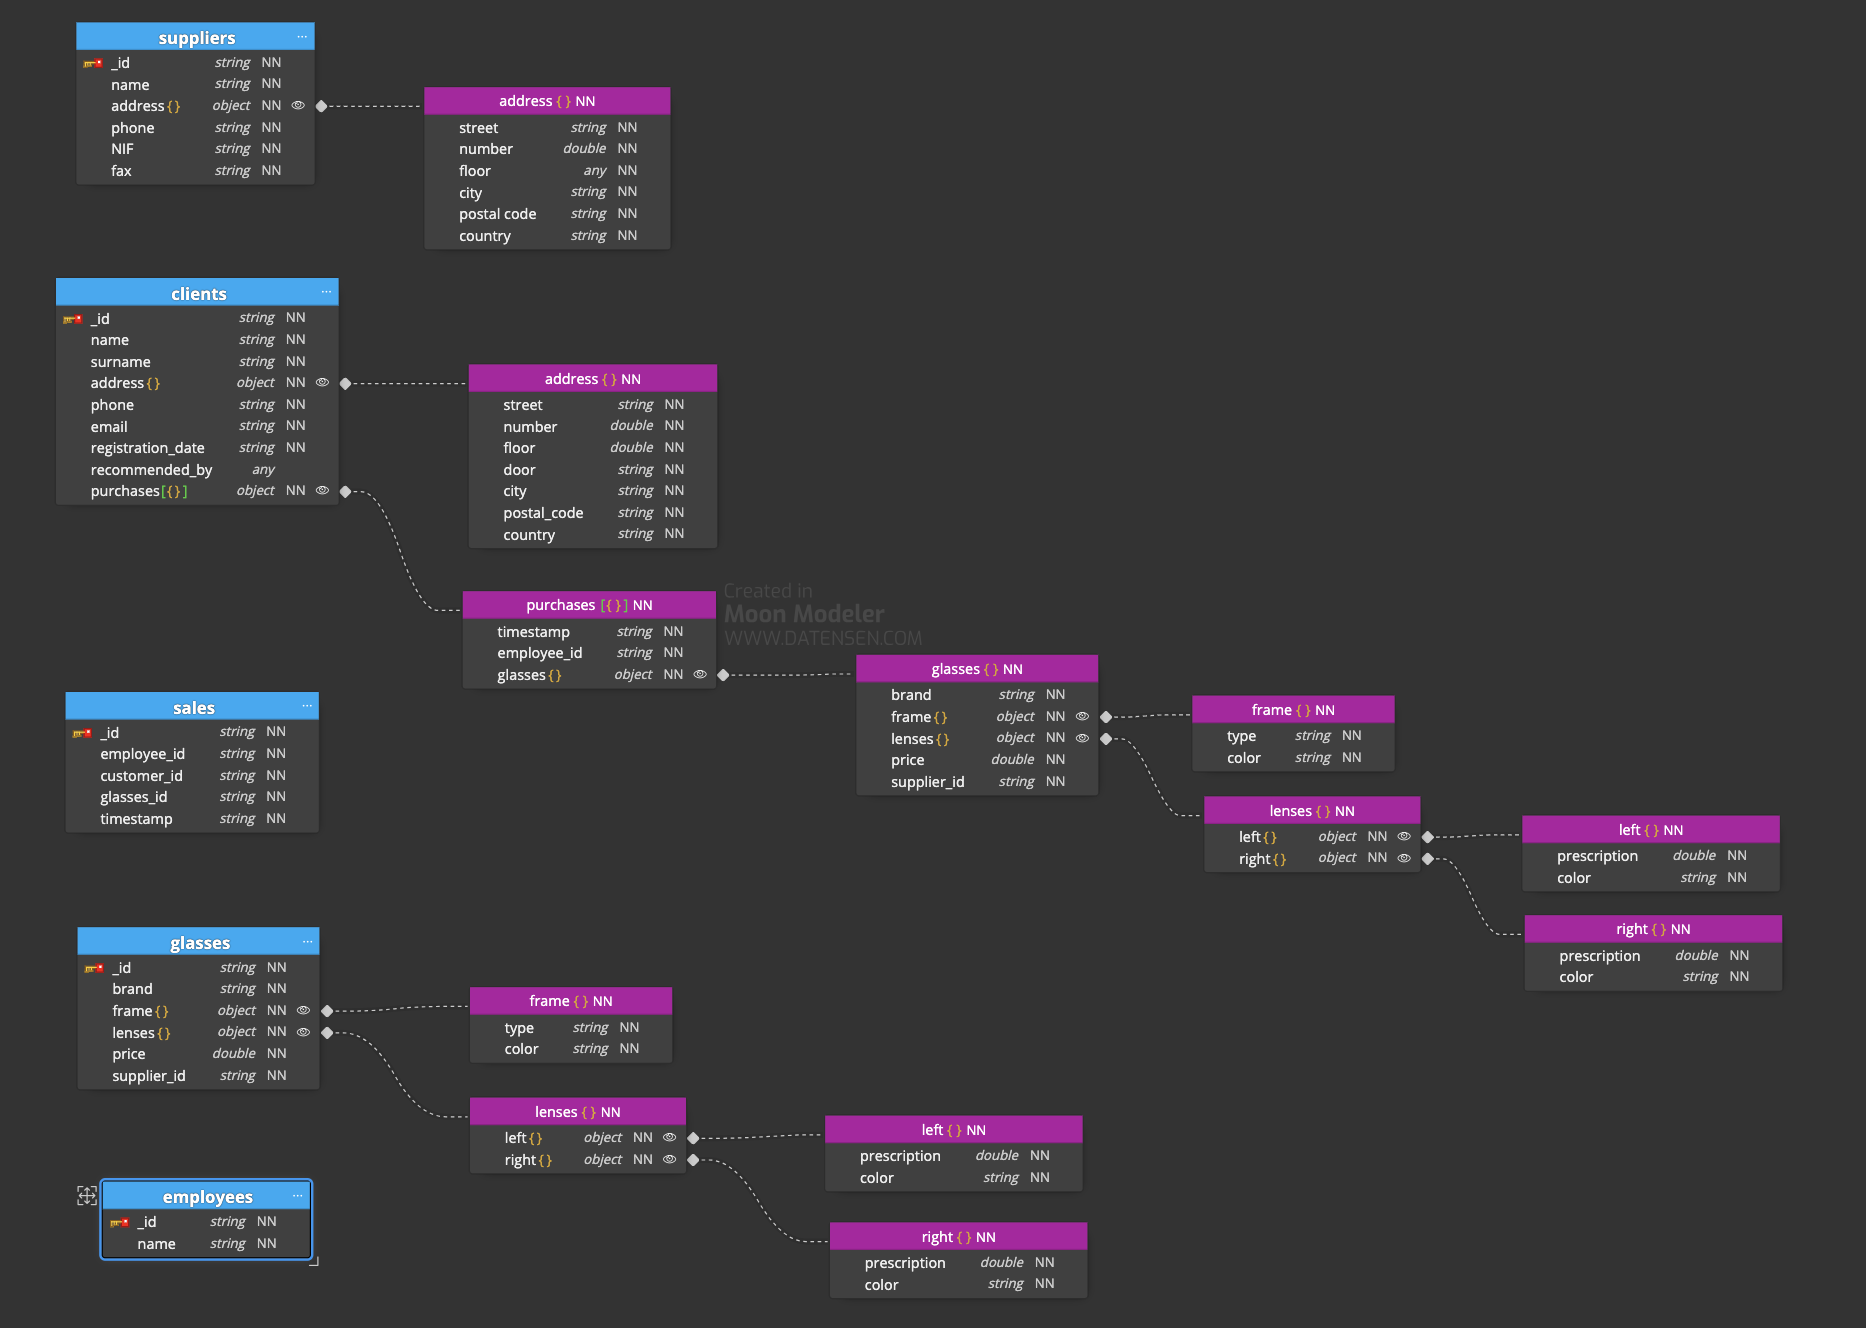 suppliers ...
_id string NN
name string NN
address{} object NN
phone string NN
NIF string NN
fax string NN
address {} NN
street string NN
number double NN
floor any NN
city string NN
postal code string NN
country string NN
clients ...
_id string NN
name string NN
surname string NN
address{} object NN
phone string NN
email string NN
registration_date string NN
recommended_by any
purchases[{}] object NN
address {} NN
street string NN
number double NN
floor double NN
door string NN
city string NN
postal_code string NN
country string NN
purchases [{}] NN
timestamp string NN
employee_id string NN
glasses{} object NN
Created in
Moon Modeler
WWW.DATENSEN.COM
glasses {} NN
brand string NN
frame{} object NN
lenses{} object NN
price double NN
supplier_id string NN
frame {} NN
type string NN
color string NN
lenses {} NN
left{} object NN
right{} object NN
left {} NN
prescription double NN
color string NN
right {} NN
prescription double NN
color string NN
sales ...
_id string NN
employee_id string NN
customer_id string NN
glasses_id string NN
timestamp string NN
glasses ...
_id string NN
brand string NN
frame{} object NN
lenses{} object NN
price double NN
supplier_id string NN
frame {} NN
type string NN
color string NN
lenses {} NN
left{} object NN
right{} object NN
left {} NN
prescription double NN
color string NN
right {} NN
prescription double NN
color string NN
employees ...
_id string NN
name string NN